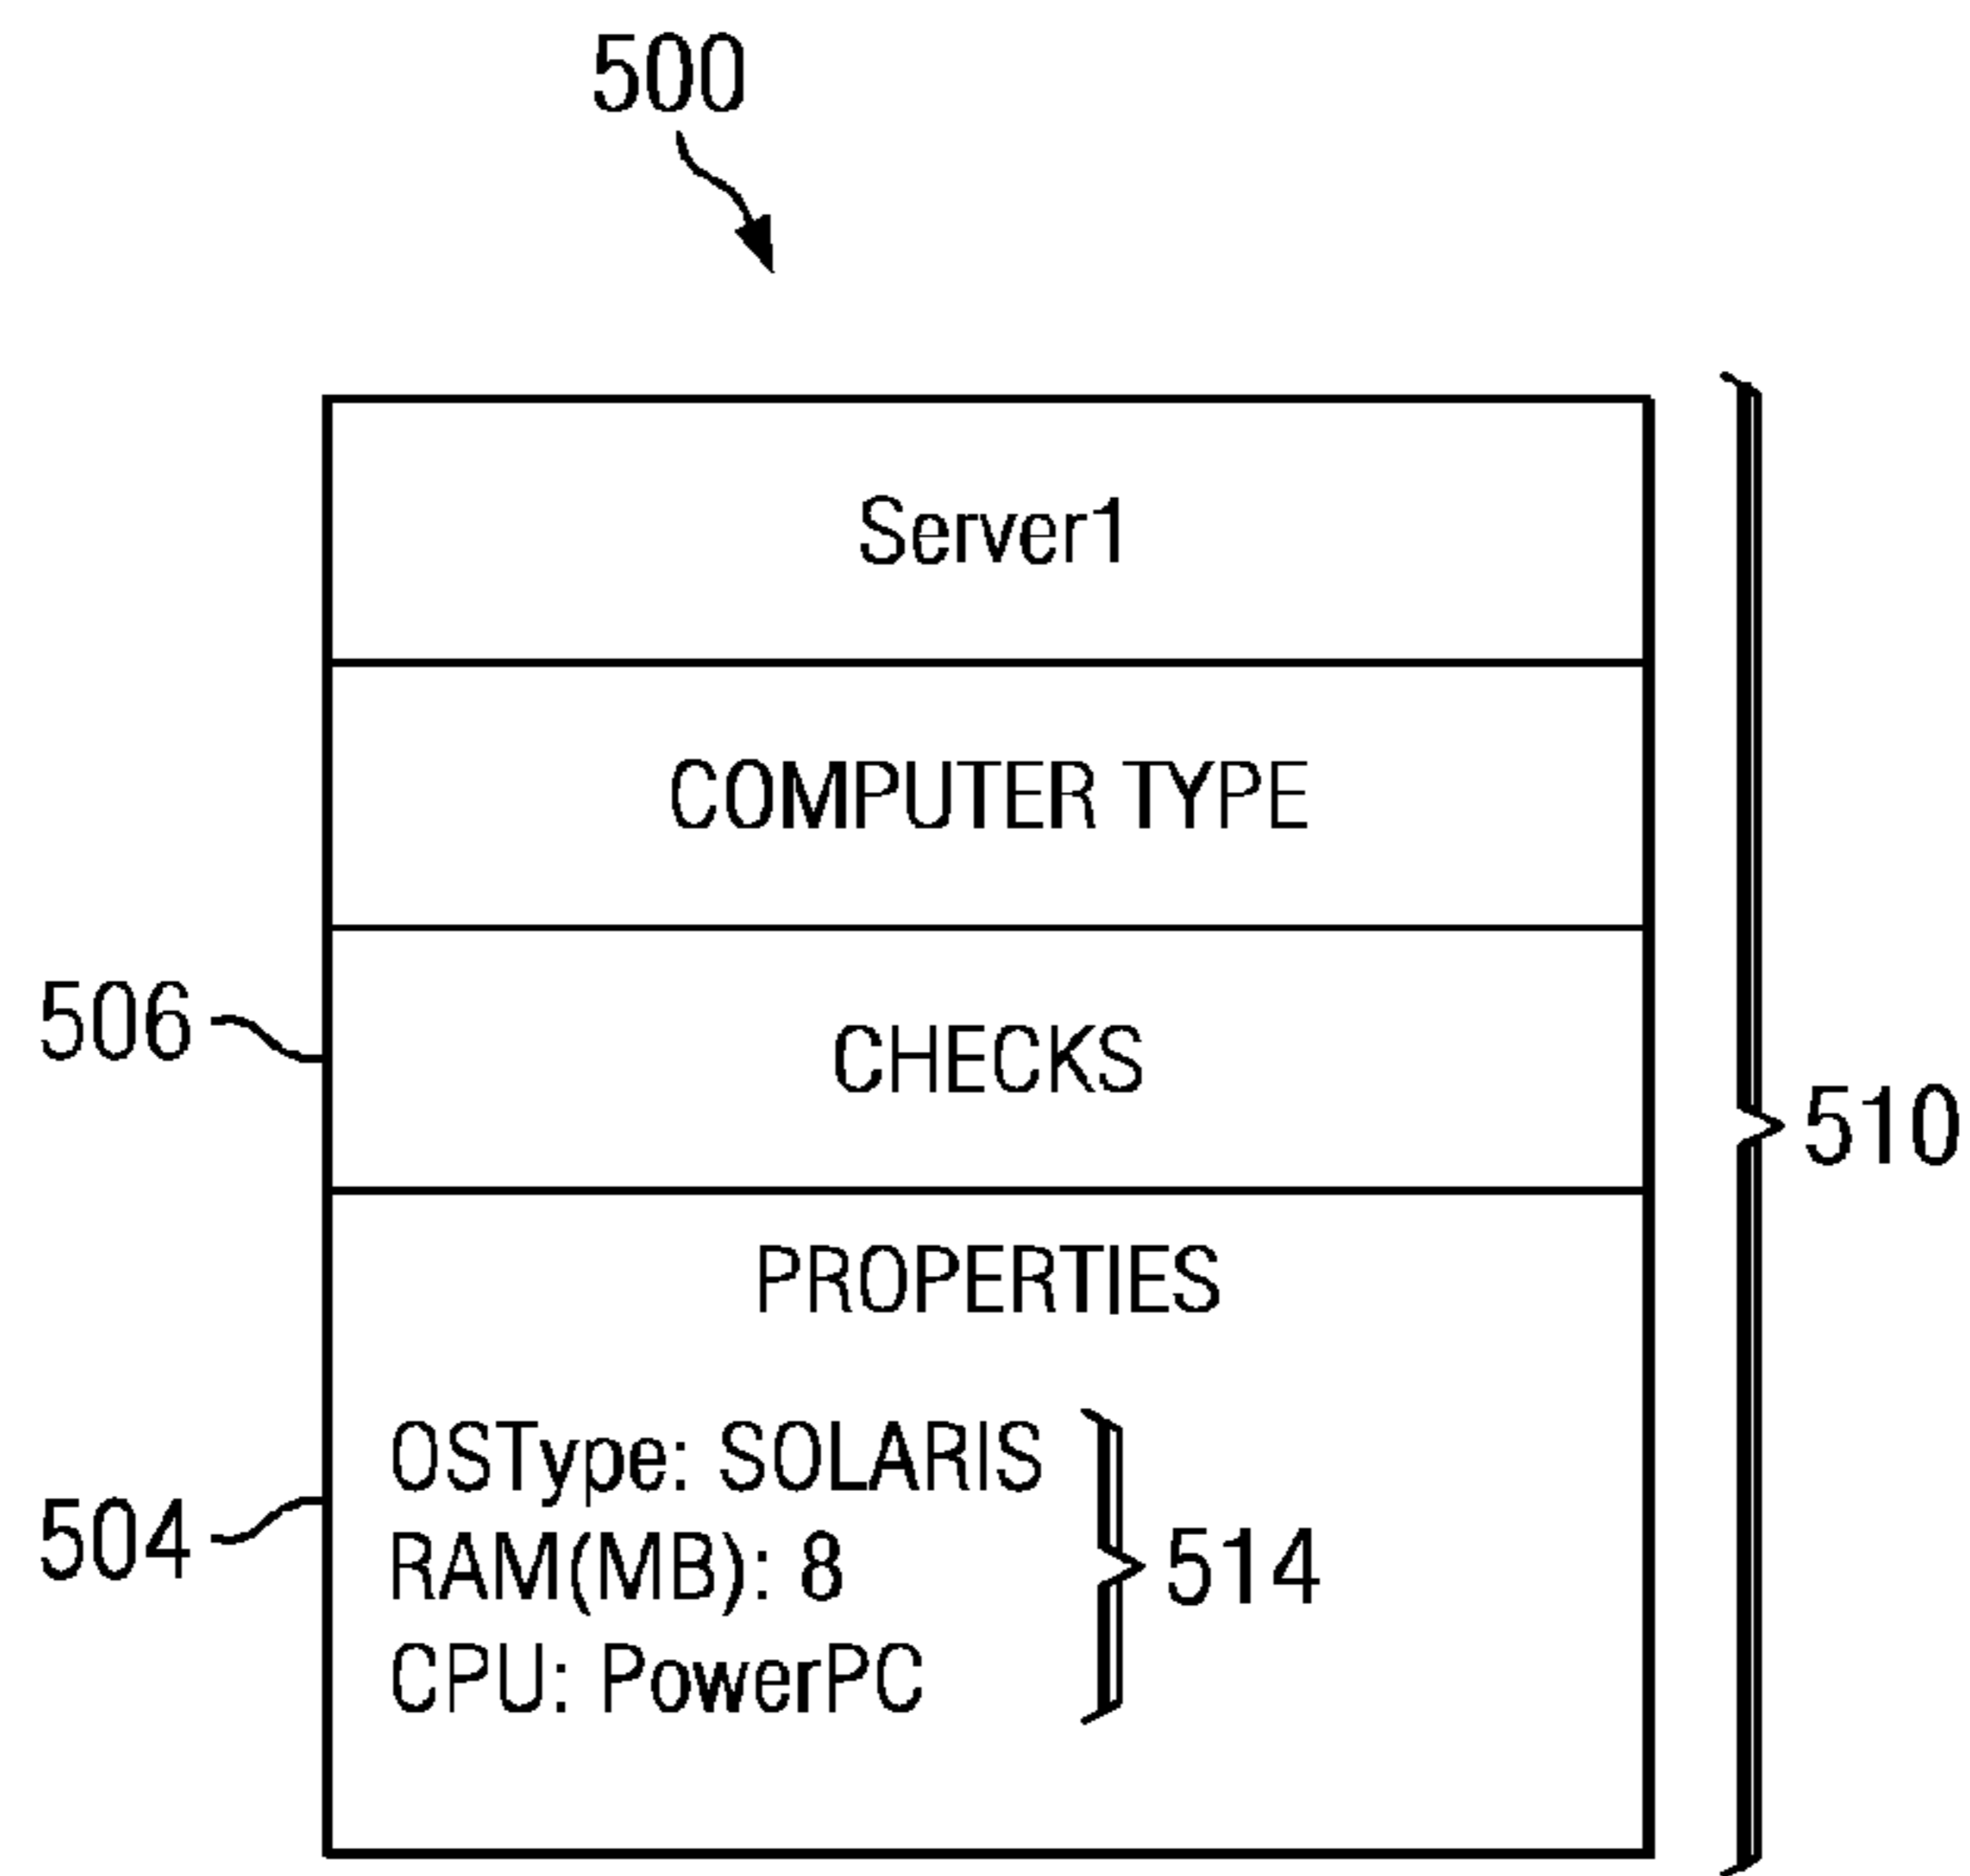 500
Server1
COMPUTER TYPE
506
CHECKS
510
PROPERTIES
504
OSType: SOLARIS
RAM(MB): 8
CPU: PowerPC
514